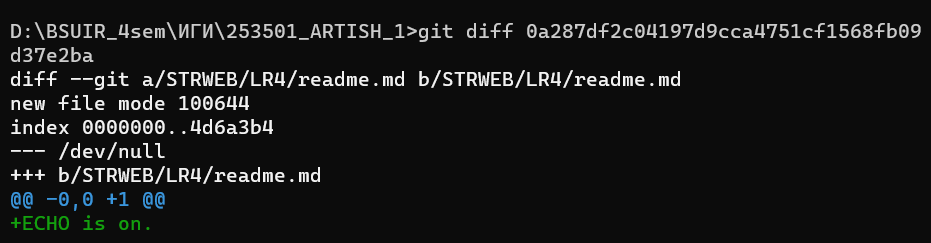 D:\BSUIR_4sem\ИГИ\253501_ARTISH_1>git diff 0a287df2c04197d9cca4751cf1568fb09
d37e2ba
diff --git a/STRWEB/LR4/readme.md b/STRWEB/LR4/readme.md
new file mode 100644
index 0000000..4d6a3b4
--- /dev/null
+++ b/STRWEB/LR4/readme.md
@@ -0,0 +1 @@
+ECHO is on.